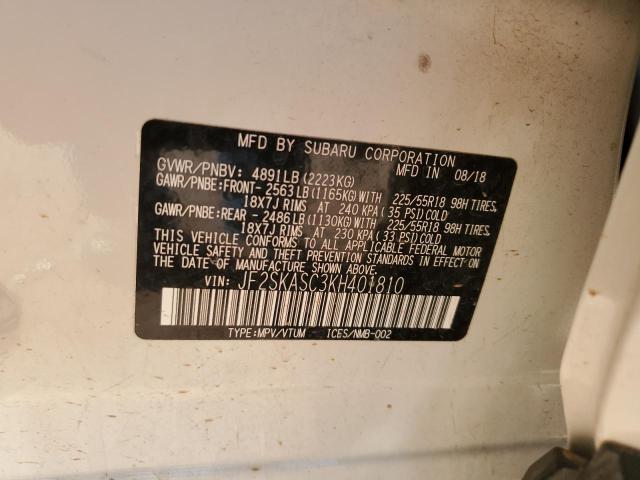 MFD BY SUBARU CORPORATION
GVWR/PNBV: 4891LB(2223KG) MFD IN 08/18
GAWR/PNBE:FRONT- 2563LB(1165KG)WITH 225/55R18 98H TIRES,
18X7J RIMS AT 240 KPA(35 PSI)COLD
GAWR/PNBE:REAR - 2486LB(1130KG)WITH 225/55R18 98H TIRES,
18X7J RIMS AT 230 KPA(33 PSI)COLD
THIS VEHICLE CONFORMS TO ALL APPLICABLE FEDERAL MOTOR
VEHICLE SAFETY AND THEFT PREVENTION STANDARDS IN EFFECT
ON THE DATE OF MANUFACTURE SHOWN ABOVE.
VIN: JF2SKASC3KH401810
TYPE:MPV/VTUM ICES/NMB-002